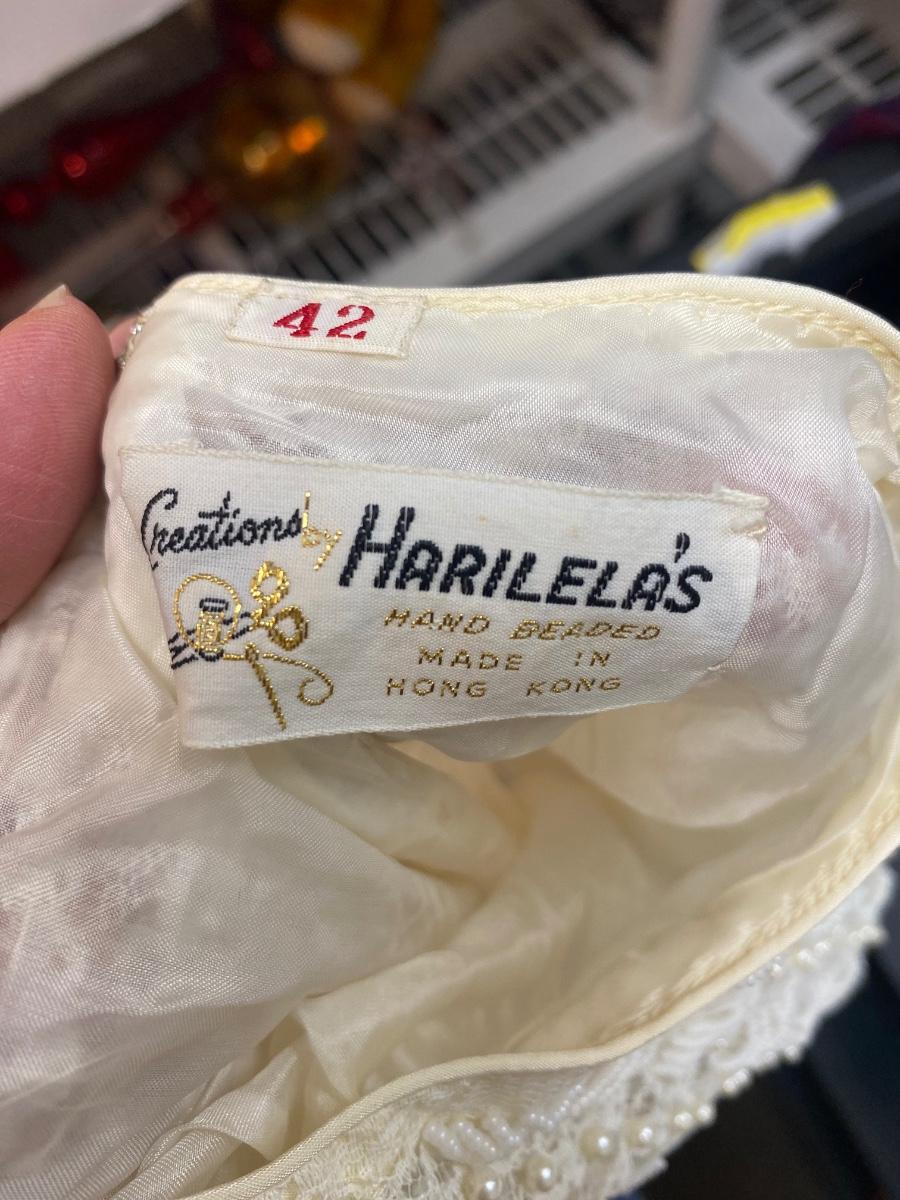 42
Creations by HARILELA'S
HAND BEADED
MADE IN
HONG KONG